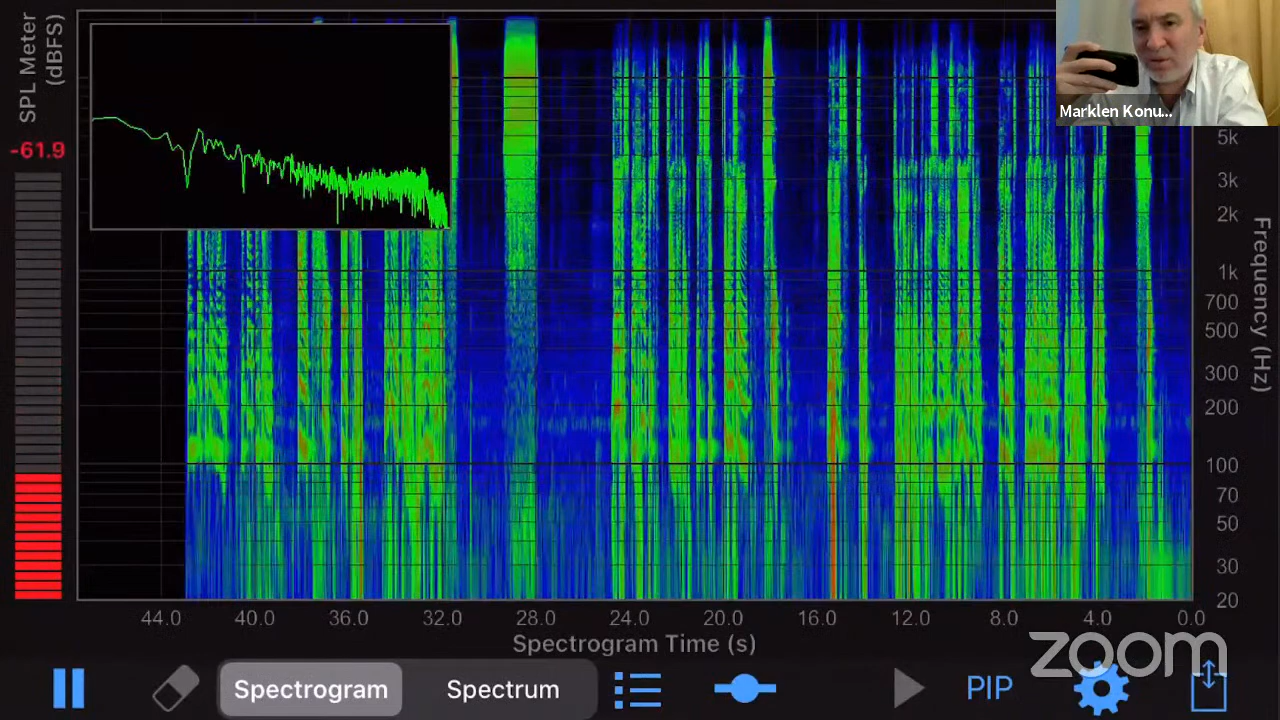 SPL Meter
(dBFS)
-61.9
Marklen Konu...
5k
3k
2k
1k
700
500
300
200
100
70
50
30
20
Frequency (Hz)
44.0 40.0 36.0 32.0 28.0 24.0 20.0 16.0 12.0 8.0 4.0 0.0
Spectrogram Time (s)
zoom
Spectrogram Spectrum PIP